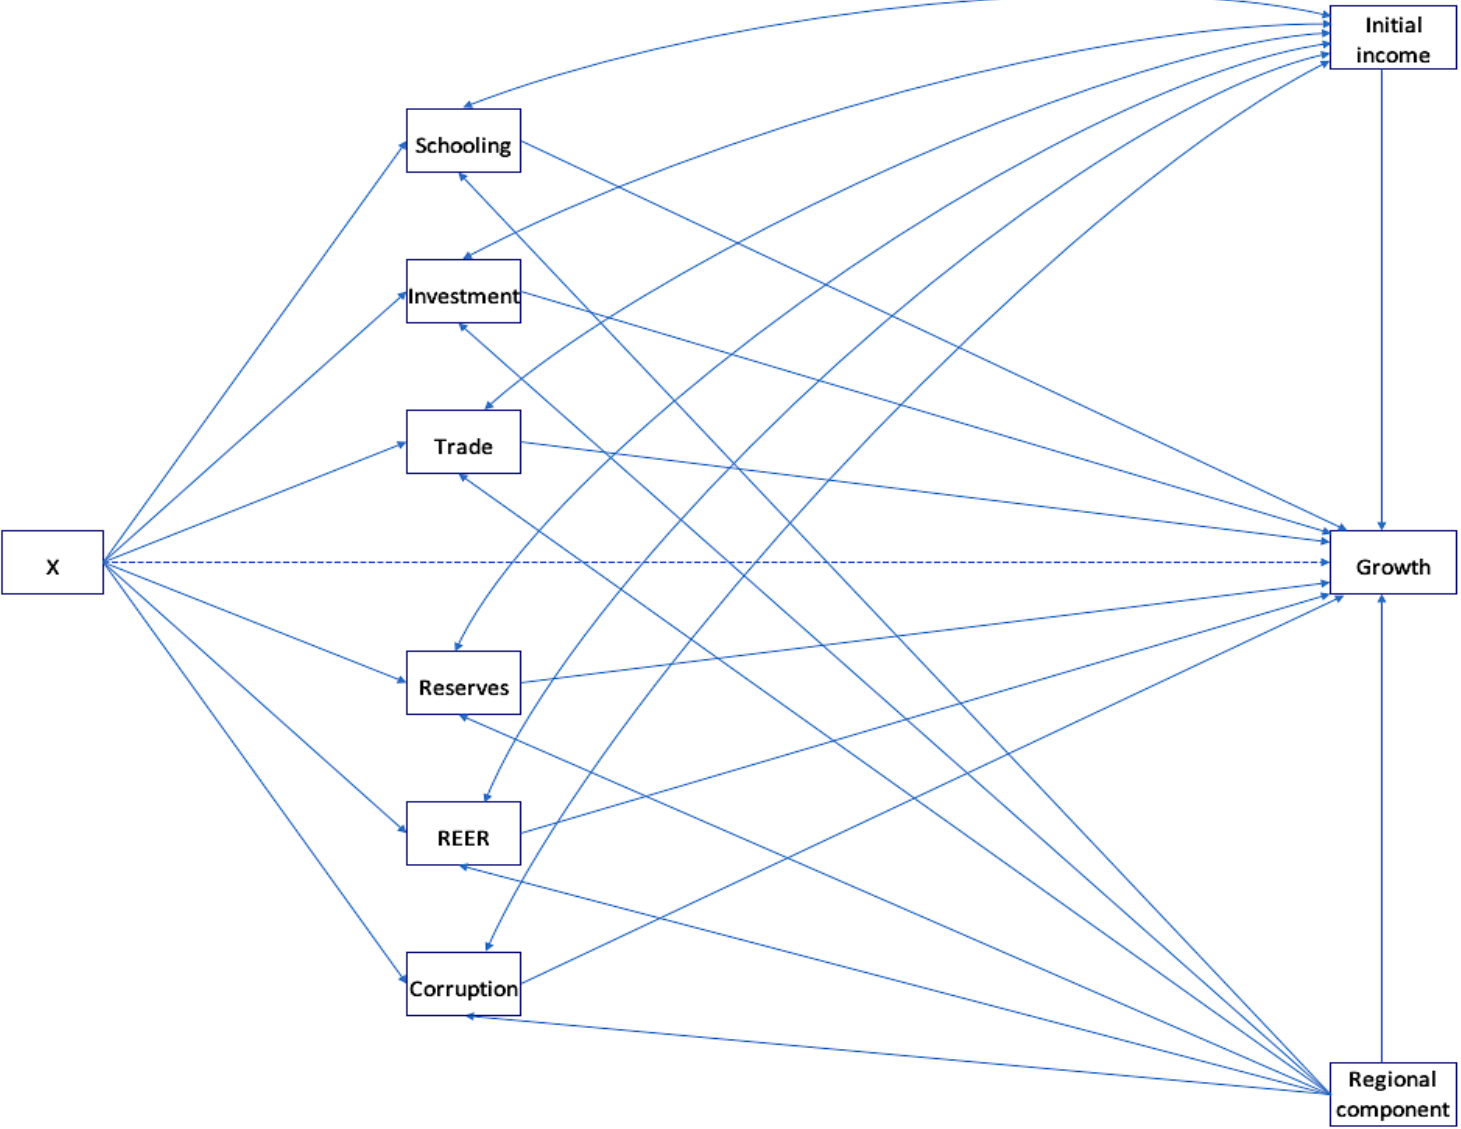 Initial
income
Schooling
Investment
Trade
X
Growth
Reserves
REER
Corruption
Regional
component